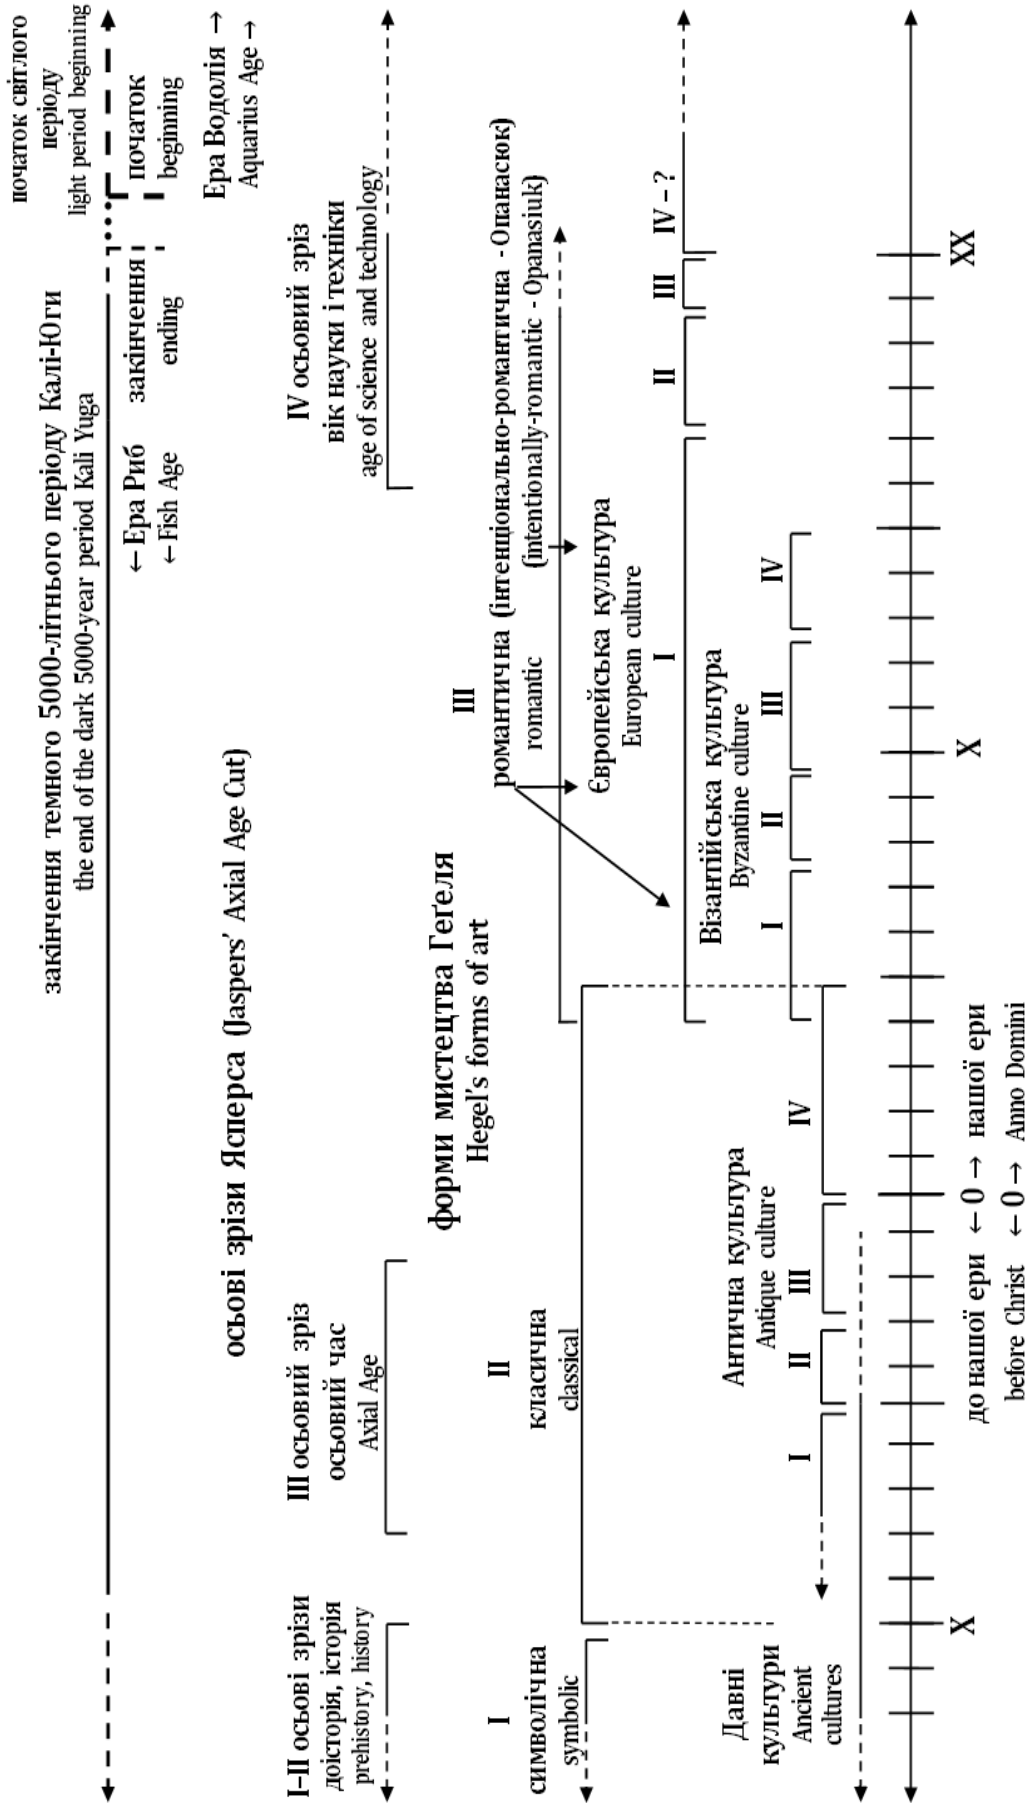 закінчення темного 5000-літнього періоду Калі-Юги
the end of the dark 5000-year period Kali Yuga
початок світлого
періоду
light period beginning
← Ера Риб закінчення
← Fish Age ending
початок
beginning
Ера Водолія →
Aquarius Age →
осьові зрізи Ясперса (Jaspers' Axial Age Cut)
I–II осьові зрізи
доісторія, історія
prehistory, history
III осьовий зріз
осьовий час
Axial Age
IV осьовий зріз
вік науки і техніки
age of science and technology
форми мистецтва Геґеля
Hegel's forms of art
I
символічна
symbolic
II
класична
classical
III
романтична (інтенціонально-романтична - Опанасюк)
romantic (intentionally-romantic - Opanasiuk)
Європейська культура
European culture
I II III IV – ?
Візантійська культура
Byzantine culture
I II III IV
Антична культура
Antique culture
I II III IV
Давні
культури
Ancient
cultures
X X XX
до нашої ери ← 0 → нашої ери
before Christ ← 0 → Anno Domini